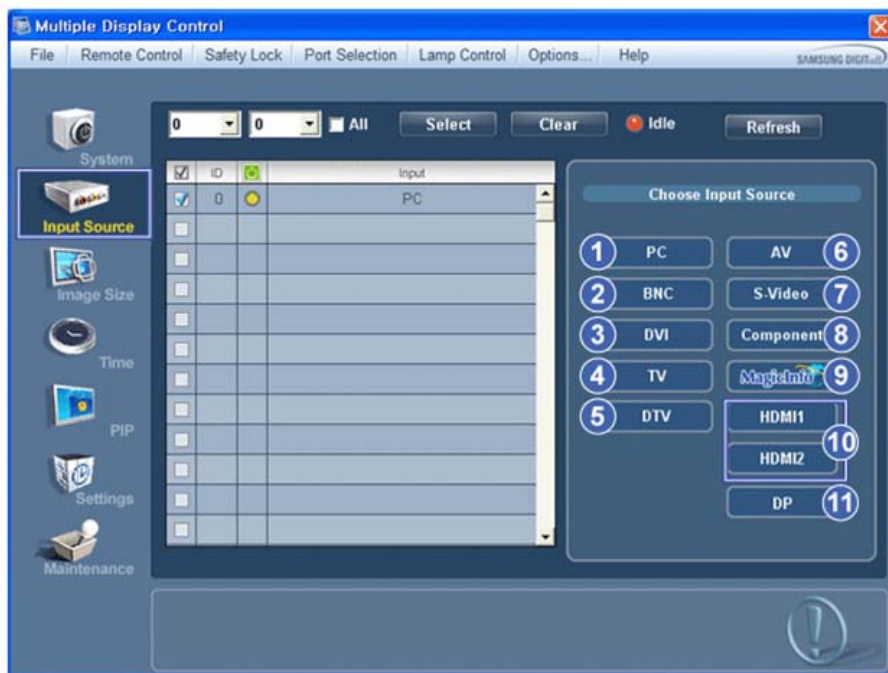 Multiple Display Control
File Remote Control Safety Lock Port Selection Lamp Control Options... Help
0 0 All Select Clear Idle Refresh
System
Input Source
Image Size
Time
PIP
Settings
Maintenance
ID Input
0 PC
Choose Input Source
1 PC AV 6
2 BNC S-Video 7
3 DVI Component 8
4 TV MagicInfo 9
5 DTV HDMI1
10
HDMI2
DP 11